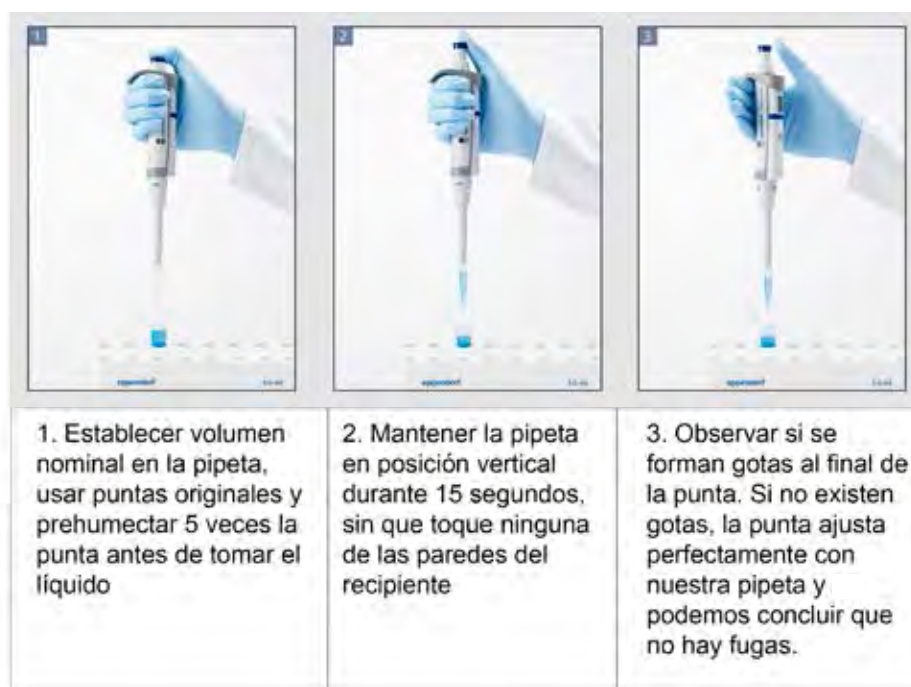 1
2
3
eppendorf
eppendorf
eppendorf
1. Establecer volumen
nominal en la pipeta,
usar puntas originales y
prehumectar 5 veces la
punta antes de tomar el
líquido
2. Mantener la pipeta
en posición vertical
durante 15 segundos,
sin que toque ninguna
de las paredes del
recipiente
3. Observar si se
forman gotas al final de
la punta. Si no existen
gotas, la punta ajusta
perfectamente con
nuestra pipeta y
podemos concluir que
no hay fugas.